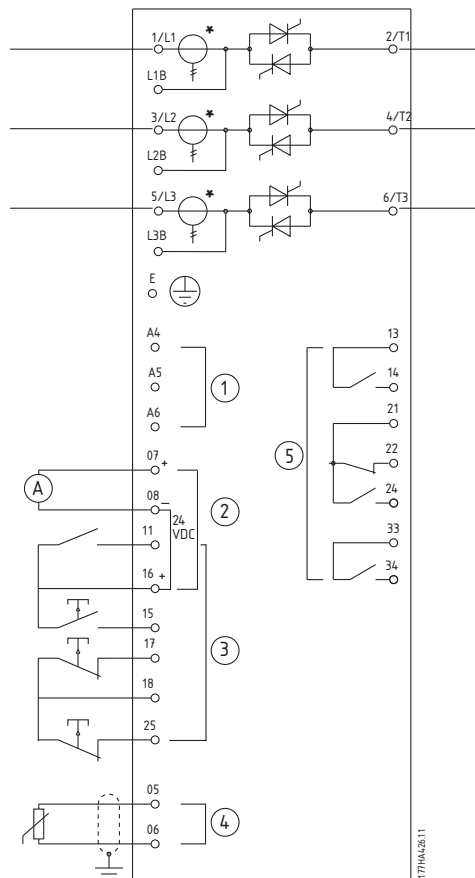 1/L1
*
2/T1
L1B
3/L2
*
4/T2
L2B
5/L3
*
6/T3
L3B
E
A4
A5
A6
1
13
14
21
22
24
5
33
34
07 +
A
08 –
24
VDC
2
11
16 +
15
17
3
18
25
05
06
4
177HA426.11